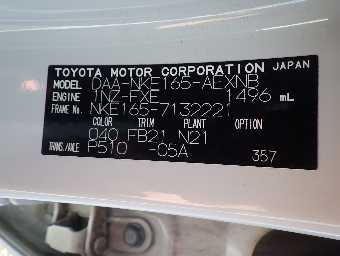 TOYOTA MOTOR CORPORATION JAPAN
MODEL DAA-NKE165-AEXNB
ENGINE 1NZ-FXE 1496 mL
FRAME No. NKE165-7132221
COLOR TRIM PLANT OPTION
040 FB21 N21
TRANS./AXLE P510 -05A
357